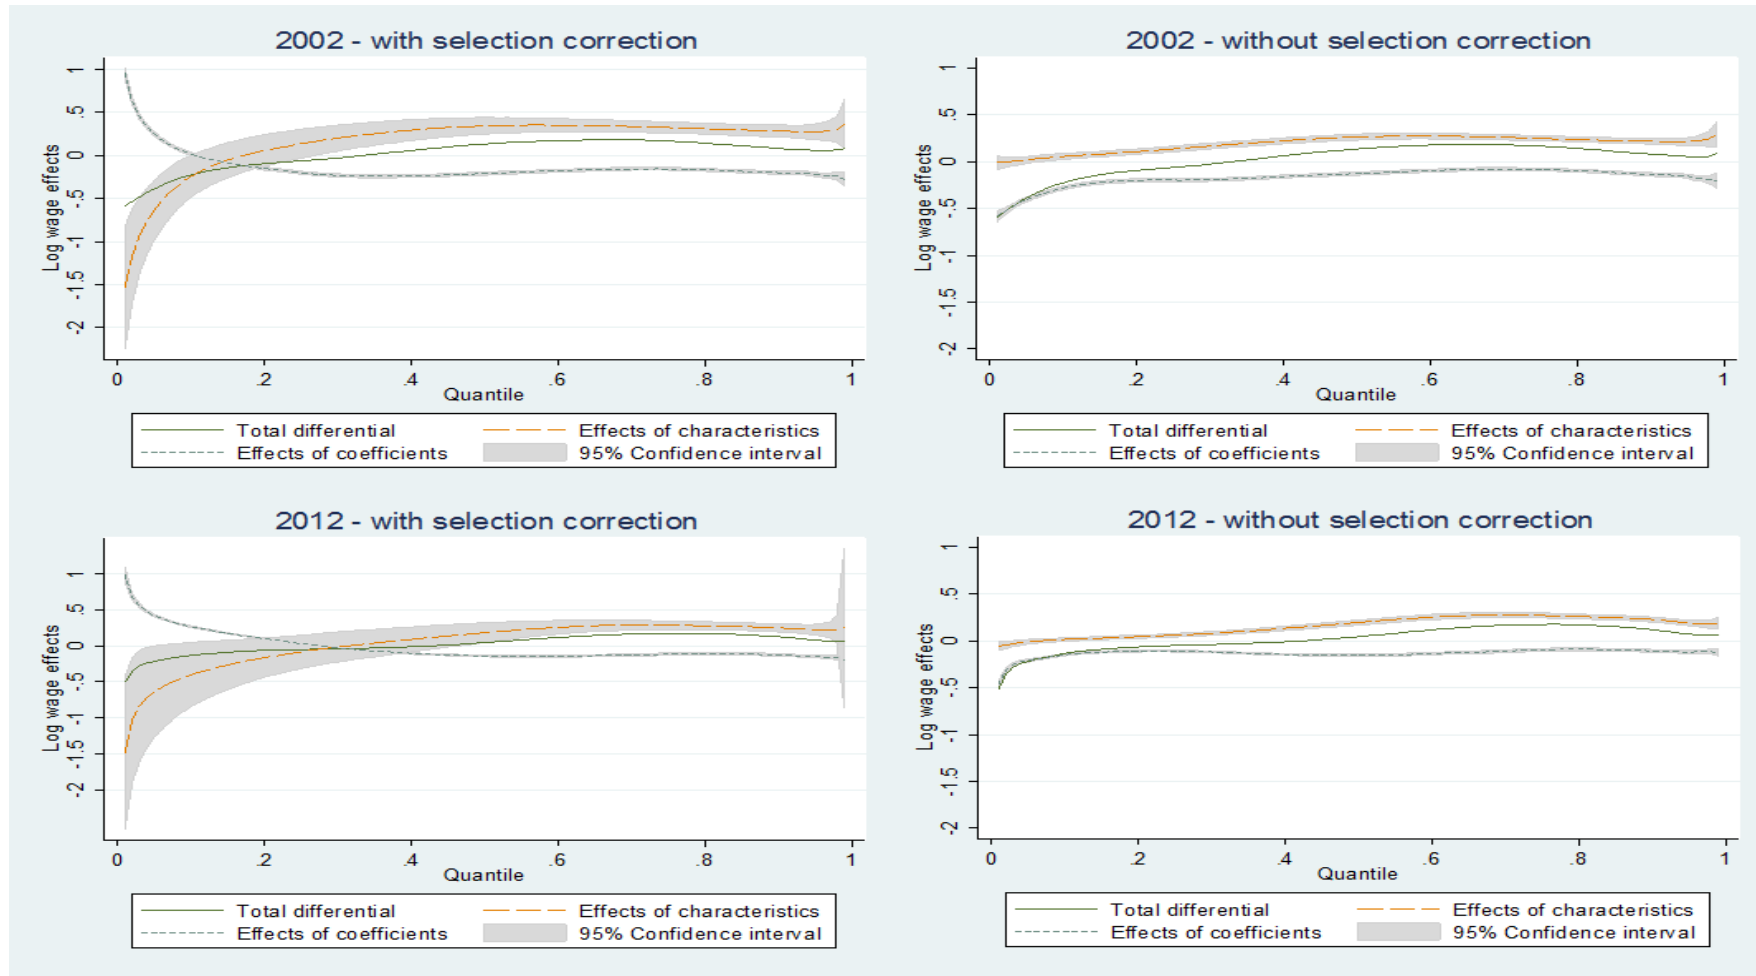 2002 - with selection correction
Log wage effects
1
.5
0
-.5
-1
-1.5
-2
0 .2 .4 .6 .8 1
Quantile
Total differential Effects of characteristics
Effects of coefficients 95% Confidence interval
2002 - without selection correction
Log wage effects
1
.5
0
-.5
-1
-1.5
-2
0 .2 .4 .6 .8 1
Quantile
Total differential Effects of characteristics
Effects of coefficients 95% Confidence interval
2012 - with selection correction
Log wage effects
1
.5
0
-.5
-1
-1.5
-2
0 .2 .4 .6 .8 1
Quantile
Total differential Effects of characteristics
Effects of coefficients 95% Confidence interval
2012 - without selection correction
Log wage effects
1
.5
0
-.5
-1
-1.5
-2
0 .2 .4 .6 .8 1
Quantile
Total differential Effects of characteristics
Effects of coefficients 95% Confidence interval